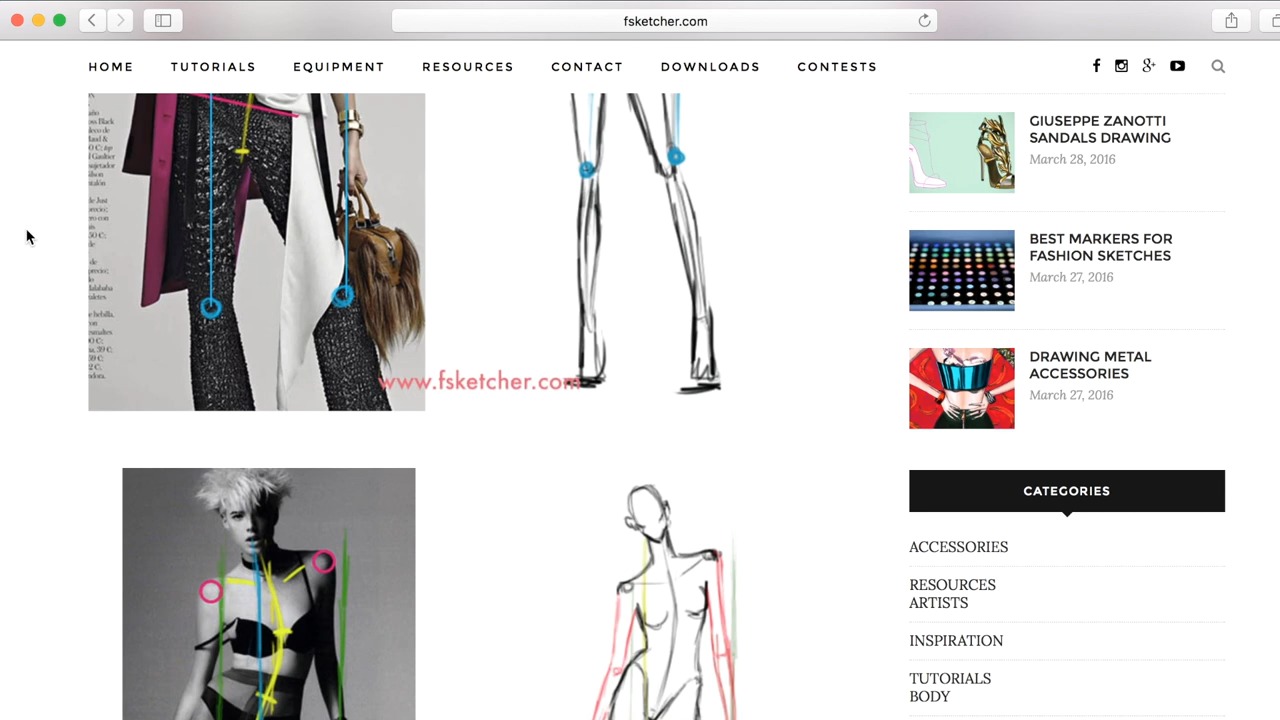 fsketcher.com
HOME TUTORIALS EQUIPMENT RESOURCES CONTACT DOWNLOADS CONTESTS
GIUSEPPE ZANOTTI
SANDALS DRAWING
March 28, 2016
BEST MARKERS FOR
FASHION SKETCHES
March 27, 2016
www.fsketcher.com
DRAWING METAL
ACCESSORIES
March 27, 2016
CATEGORIES
ACCESSORIES
RESOURCES
ARTISTS
INSPIRATION
TUTORIALS
BODY